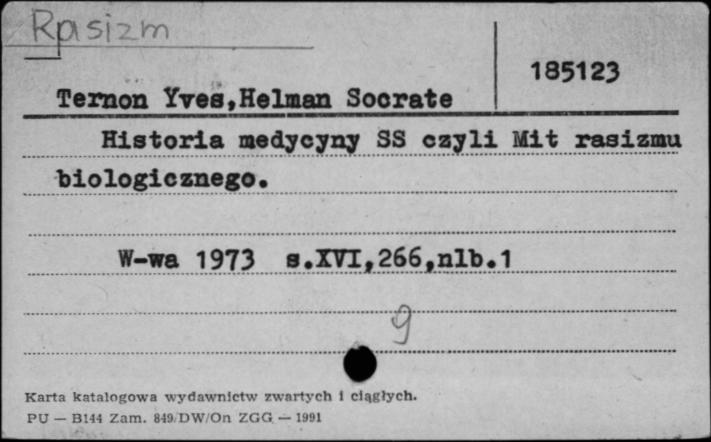 Rasizm
185123
Ternon Yves,Helman Socrate
Historia medycyny SS czyli Mit rasizmu
biologicznego.
W-wa 1973 s.XVI,266,nlb.1
9
Karta katalogowa wydawnictw zwartych i ciągłych.
PU — B144 Zam. 849/DW/On ZGG — 1991